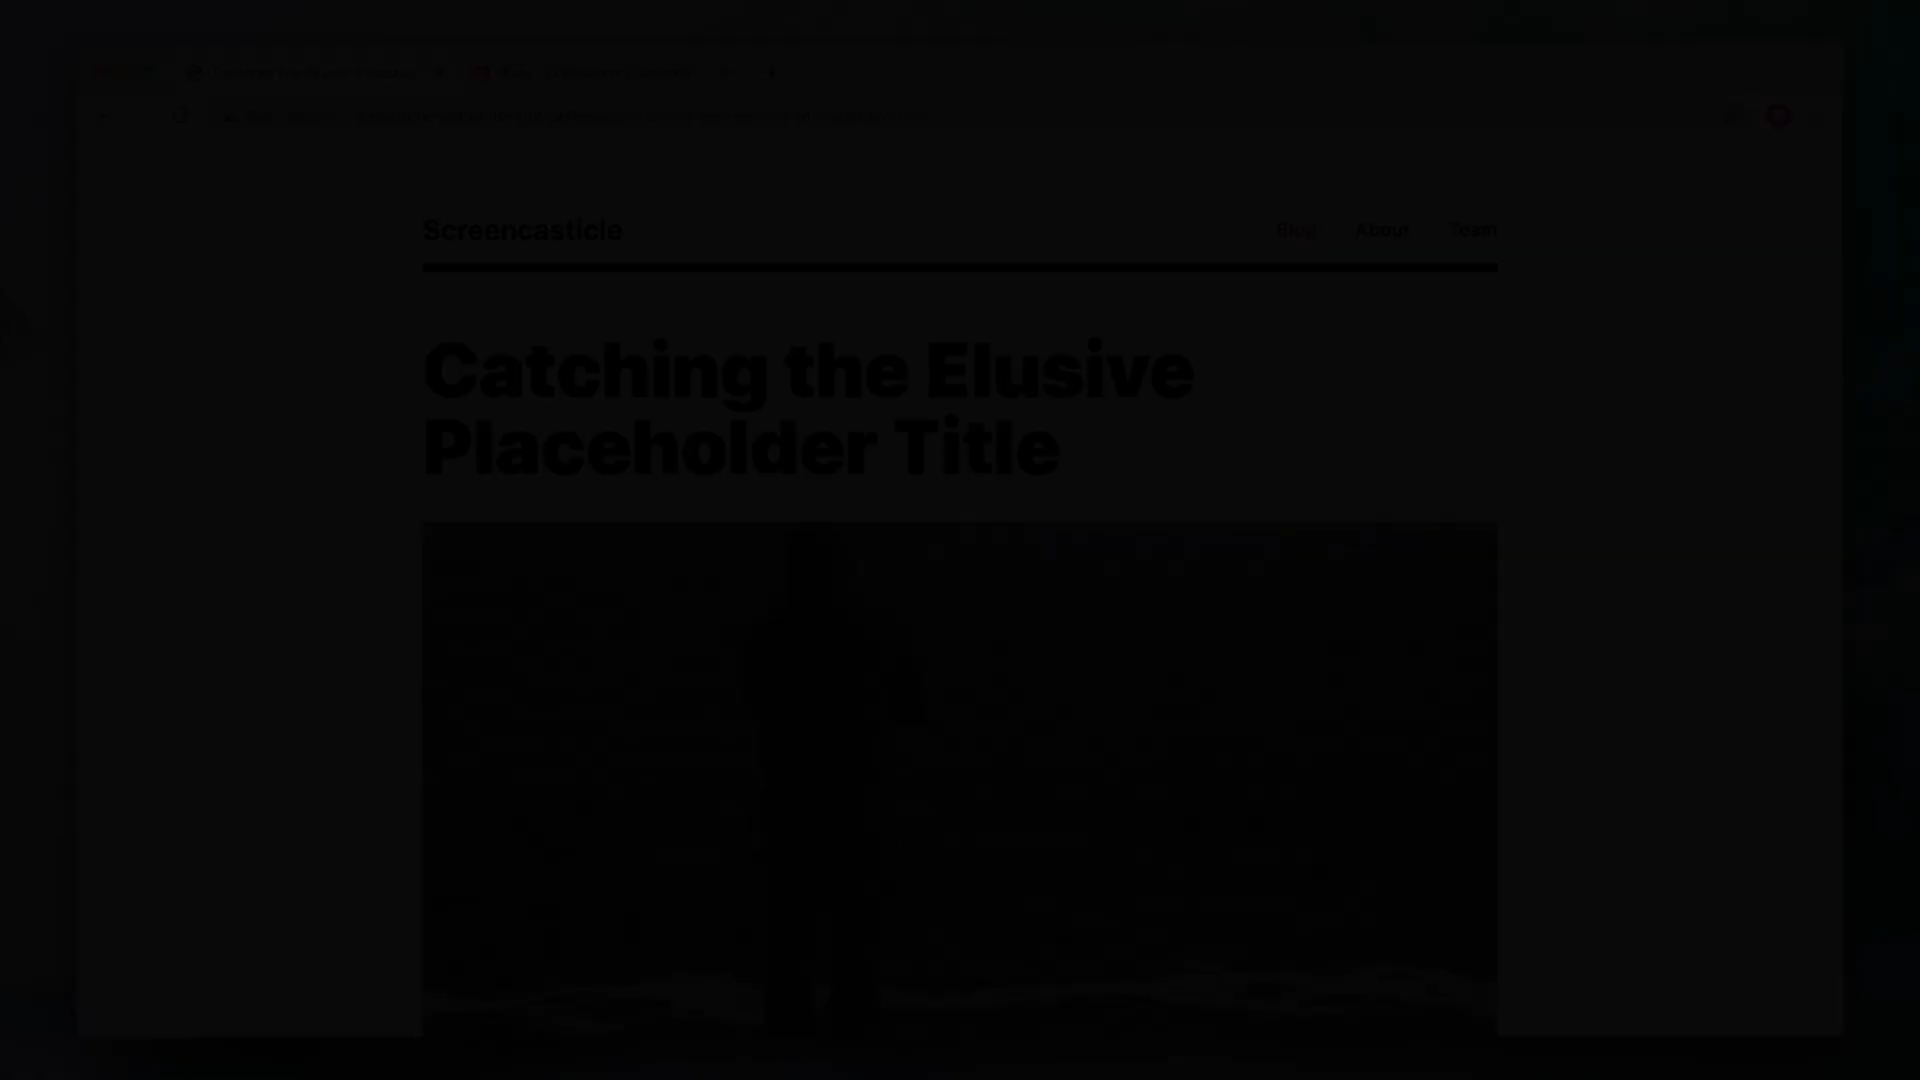 Screencasticle
Blog About Team
Catching the Elusive
Placeholder Title